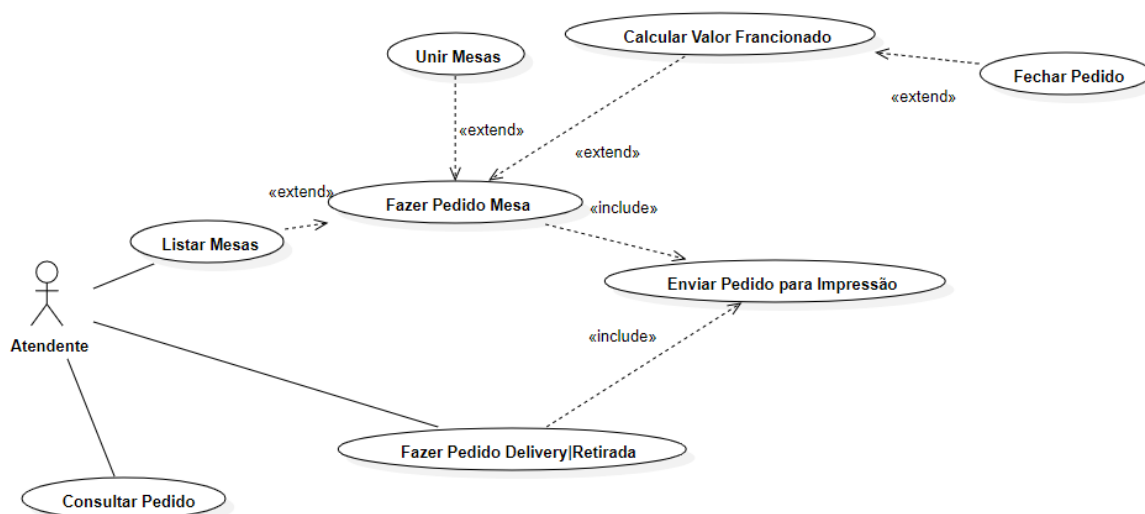 Calcular Valor Francionado
Unir Mesas
Fechar Pedido
«extend»
«extend»
«extend»
«extend»
Fazer Pedido Mesa
«include»
Listar Mesas
Enviar Pedido para Impressão
«include»
Atendente
Fazer Pedido Delivery|Retirada
Consultar Pedido